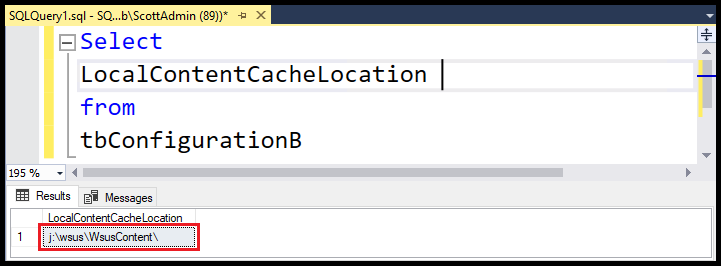 SQLQuery1.sql - SQ...b\ScottAdmin (89))*
Select
LocalContentCacheLocation
from
tbConfigurationB
195 %
Results Messages
LocalContentCacheLocation
1 j:\wsus\WsusContent\